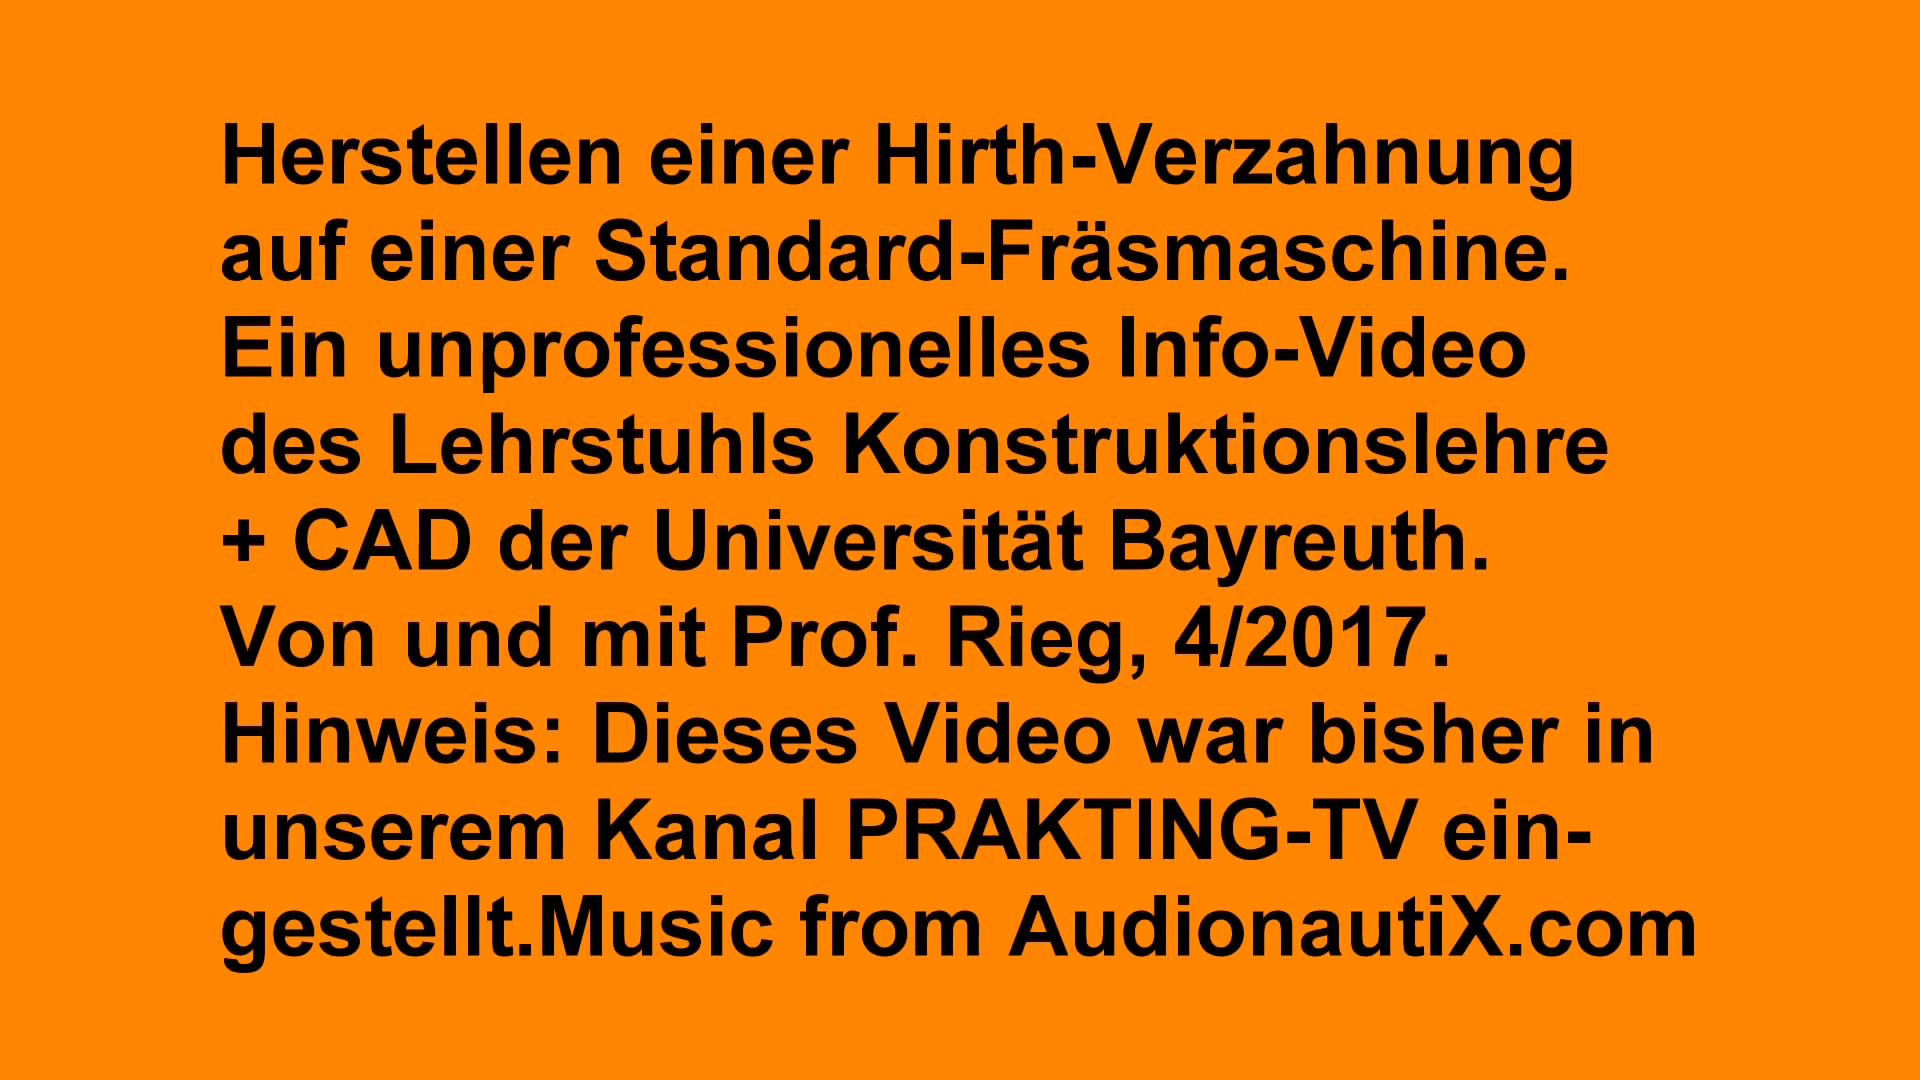 Herstellen einer Hirth-Verzahnung
auf einer Standard-Fräsmaschine.
Ein unprofessionelles Info-Video
des Lehrstuhls Konstruktionslehre
+ CAD der Universität Bayreuth.
Von und mit Prof. Rieg, 4/2017.
Hinweis: Dieses Video war bisher in
unserem Kanal PRAKTING-TV ein-
gestellt.Music from AudionautiX.com